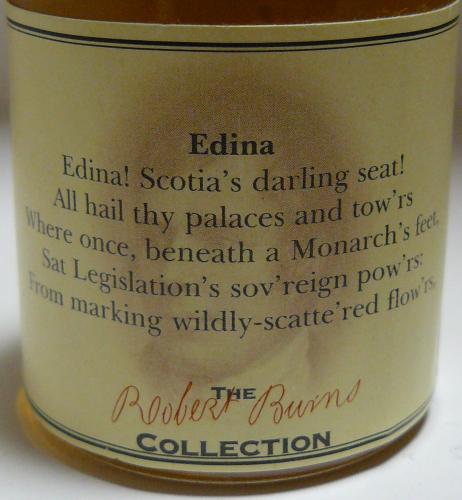 Edina
Edina! Scotia's darling seat!
All hail thy palaces and tow'rs
Where once, beneath a Monarch's feet,
Sat Legislation's sov'reign pow'rs:
From marking wildly-scatte'red flow'rs,
THE
Robert Burns
COLLECTION